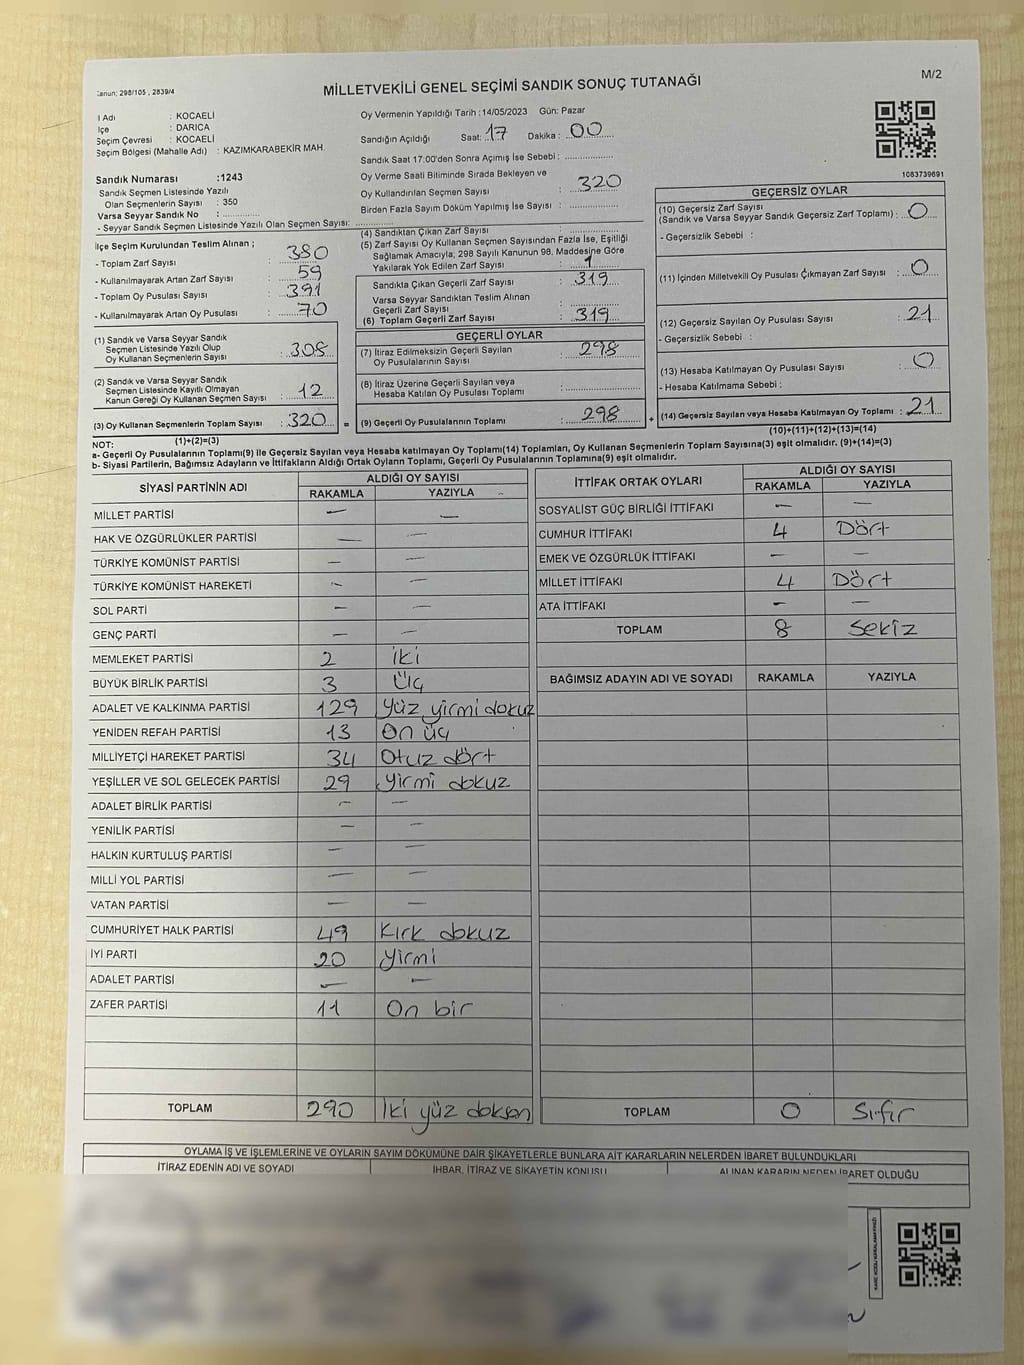 Kanun: 298/105 , 2839/4
MİLLETVEKİLİ GENEL SEÇİMİ SANDIK SONUÇ TUTANAĞI
M/2
İl Adı : KOCAELİ
İlçe : DARICA
Seçim Çevresi : KOCAELİ
Seçim Bölgesi (Mahalle Adı) : KAZIMKARABEKİR MAH.
Sandık Numarası :1243
Sandık Seçmen Listesinde Yazılı
Olan Seçmenlerin Sayısı : 350
Varsa Seyyar Sandık No :
- Seyyar Sandık Seçmen Listesinde Yazılı Olan Seçmen Sayısı:
Oy Vermenin Yapıldığı Tarih : 14/05/2023 Gün: Pazar
Sandığın Açıldığı Saat: 17 Dakika: 00
Sandık Saat 17:00'den Sonra Açımış İse Sebebi :
Oy Verme Saati Bitiminde Sırada Bekleyen ve
Oy Kullandırılan Seçmen Sayısı : 320
Birden Fazla Sayım Döküm Yapılmış İse Sayısı :
1083739691
İlçe Seçim Kurulundan Teslim Alınan ;
- Toplam Zarf Sayısı : 380
- Kullanılmayarak Artan Zarf Sayısı : 59
- Toplam Oy Pusulası Sayısı : 391
- Kullanılmayarak Artan Oy Pusulası : 70
(1) Sandık ve Varsa Seyyar Sandık
Seçmen Listesinde Yazılı Olup
Oy Kullanan Seçmenlerin Sayısı : 308
(2) Sandık ve Varsa Seyyar Sandık
Seçmen Listesinde Kayıtlı Olmayan
Kanun Gereği Oy Kullanan Seçmen Sayısı : 12
(3) Oy Kullanan Seçmenlerin Toplam Sayısı : 320 =
(1)+(2)=(3)
(4) Sandıktan Çıkan Zarf Sayısı :
(5) Zarf Sayısı Oy Kullanan Seçmen Sayısından Fazla İse, Eşitliği
Sağlamak Amacıyla; 298 Sayılı Kanunun 98. Maddesine Göre
Yakılarak Yok Edilen Zarf Sayısı : 1
Sandıkta Çıkan Geçerli Zarf Sayısı : 319
Varsa Seyyar Sandıktan Teslim Alınan
Geçerli Zarf Sayısı :
(6) Toplam Geçerli Zarf Sayısı : 319
GEÇERLİ OYLAR
(7) İtiraz Edilmeksizin Geçerli Sayılan
Oy Pusulalarının Sayısı : 298
(8) İtiraz Üzerine Geçerli Sayılan veya
Hesaba Katılan Oy Pusulası Toplamı :
(9) Geçerli Oy Pusulalarının Toplamı : 298 +
GEÇERSİZ OYLAR
(10) Geçersiz Zarf Sayısı
(Sandık ve Varsa Seyyar Sandık Geçersiz Zarf Toplamı) : 0
- Geçersizlik Sebebi :
(11) İçinden Milletvekili Oy Pusulası Çıkmayan Zarf Sayısı : 0
(12) Geçersiz Sayılan Oy Pusulası Sayısı : 21
- Geçersizlik Sebebi :
(13) Hesaba Katılmayan Oy Pusulası Sayısı : 0
- Hesaba Katılmama Sebebi :
(14) Geçersiz Sayılan veya Hesaba Katılmayan Oy Toplamı : 21
(10)+(11)+(12)+(13)=(14)
NOT:
a- Geçerli Oy Pusulalarının Toplamı(9) ile Geçersiz Sayılan veya Hesaba katılmayan Oy Toplamı(14) Toplamları, Oy Kullanan Seçmenlerin Toplam Sayısına(3) eşit olmalıdır. (9)+(14)=(3)
b- Siyasi Partilerin, Bağımsız Adayların ve İttifakların Aldığı Ortak Oyların Toplamı, Geçerli Oy Pusulalarının Toplamına(9) eşit olmalıdır.
SİYASİ PARTİNİN ADI
ALDIĞI OY SAYISI
RAKAMLA YAZIYLA
MİLLET PARTİSİ — —
HAK VE ÖZGÜRLÜKLER PARTİSİ — —
TÜRKİYE KOMÜNİST PARTİSİ — —
TÜRKİYE KOMÜNİST HAREKETİ — —
SOL PARTİ — —
GENÇ PARTİ — —
MEMLEKET PARTİSİ 2 iki
BÜYÜK BİRLİK PARTİSİ 3 Üç
ADALET VE KALKINMA PARTİSİ 129 yüz yirmi dokuz
YENİDEN REFAH PARTİSİ 13 On üç
MİLLİYETÇİ HAREKET PARTİSİ 34 Otuz dört
YEŞİLLER VE SOL GELECEK PARTİSİ 29 yirmi dokuz
ADALET BİRLİK PARTİSİ — —
YENİLİK PARTİSİ — —
HALKIN KURTULUŞ PARTİSİ — —
MİLLİ YOL PARTİSİ — —
VATAN PARTİSİ — —
CUMHURİYET HALK PARTİSİ 49 Kırk dokuz
İYİ PARTİ 20 yirmi
ADALET PARTİSİ — —
ZAFER PARTİSİ 11 On bir
TOPLAM 290 İki yüz doksan
İTTİFAK ORTAK OYLARI
ALDIĞI OY SAYISI
RAKAMLA YAZIYLA
SOSYALİST GÜÇ BİRLİĞİ İTTİFAKI — —
CUMHUR İTTİFAKI 4 Dört
EMEK VE ÖZGÜRLÜK İTTİFAKI — —
MİLLET İTTİFAKI 4 Dört
ATA İTTİFAKI — —
TOPLAM 8 Sekiz
BAĞIMSIZ ADAYIN ADI VE SOYADI RAKAMLA YAZIYLA
TOPLAM 0 Sıfır
OYLAMA İŞ VE İŞLEMLERİNE VE OYLARIN SAYIM DÖKÜMÜNE DAİR ŞİKAYETLERLE BUNLARA AİT KARARLARIN NELERDEN İBARET BULUNDUKLARI
İTİRAZ EDENİN ADI VE SOYADI
İHBAR, İTİRAZ VE ŞİKAYETİN KONUSU
ALINAN KARARIN NEDEN İBARET OLDUĞU